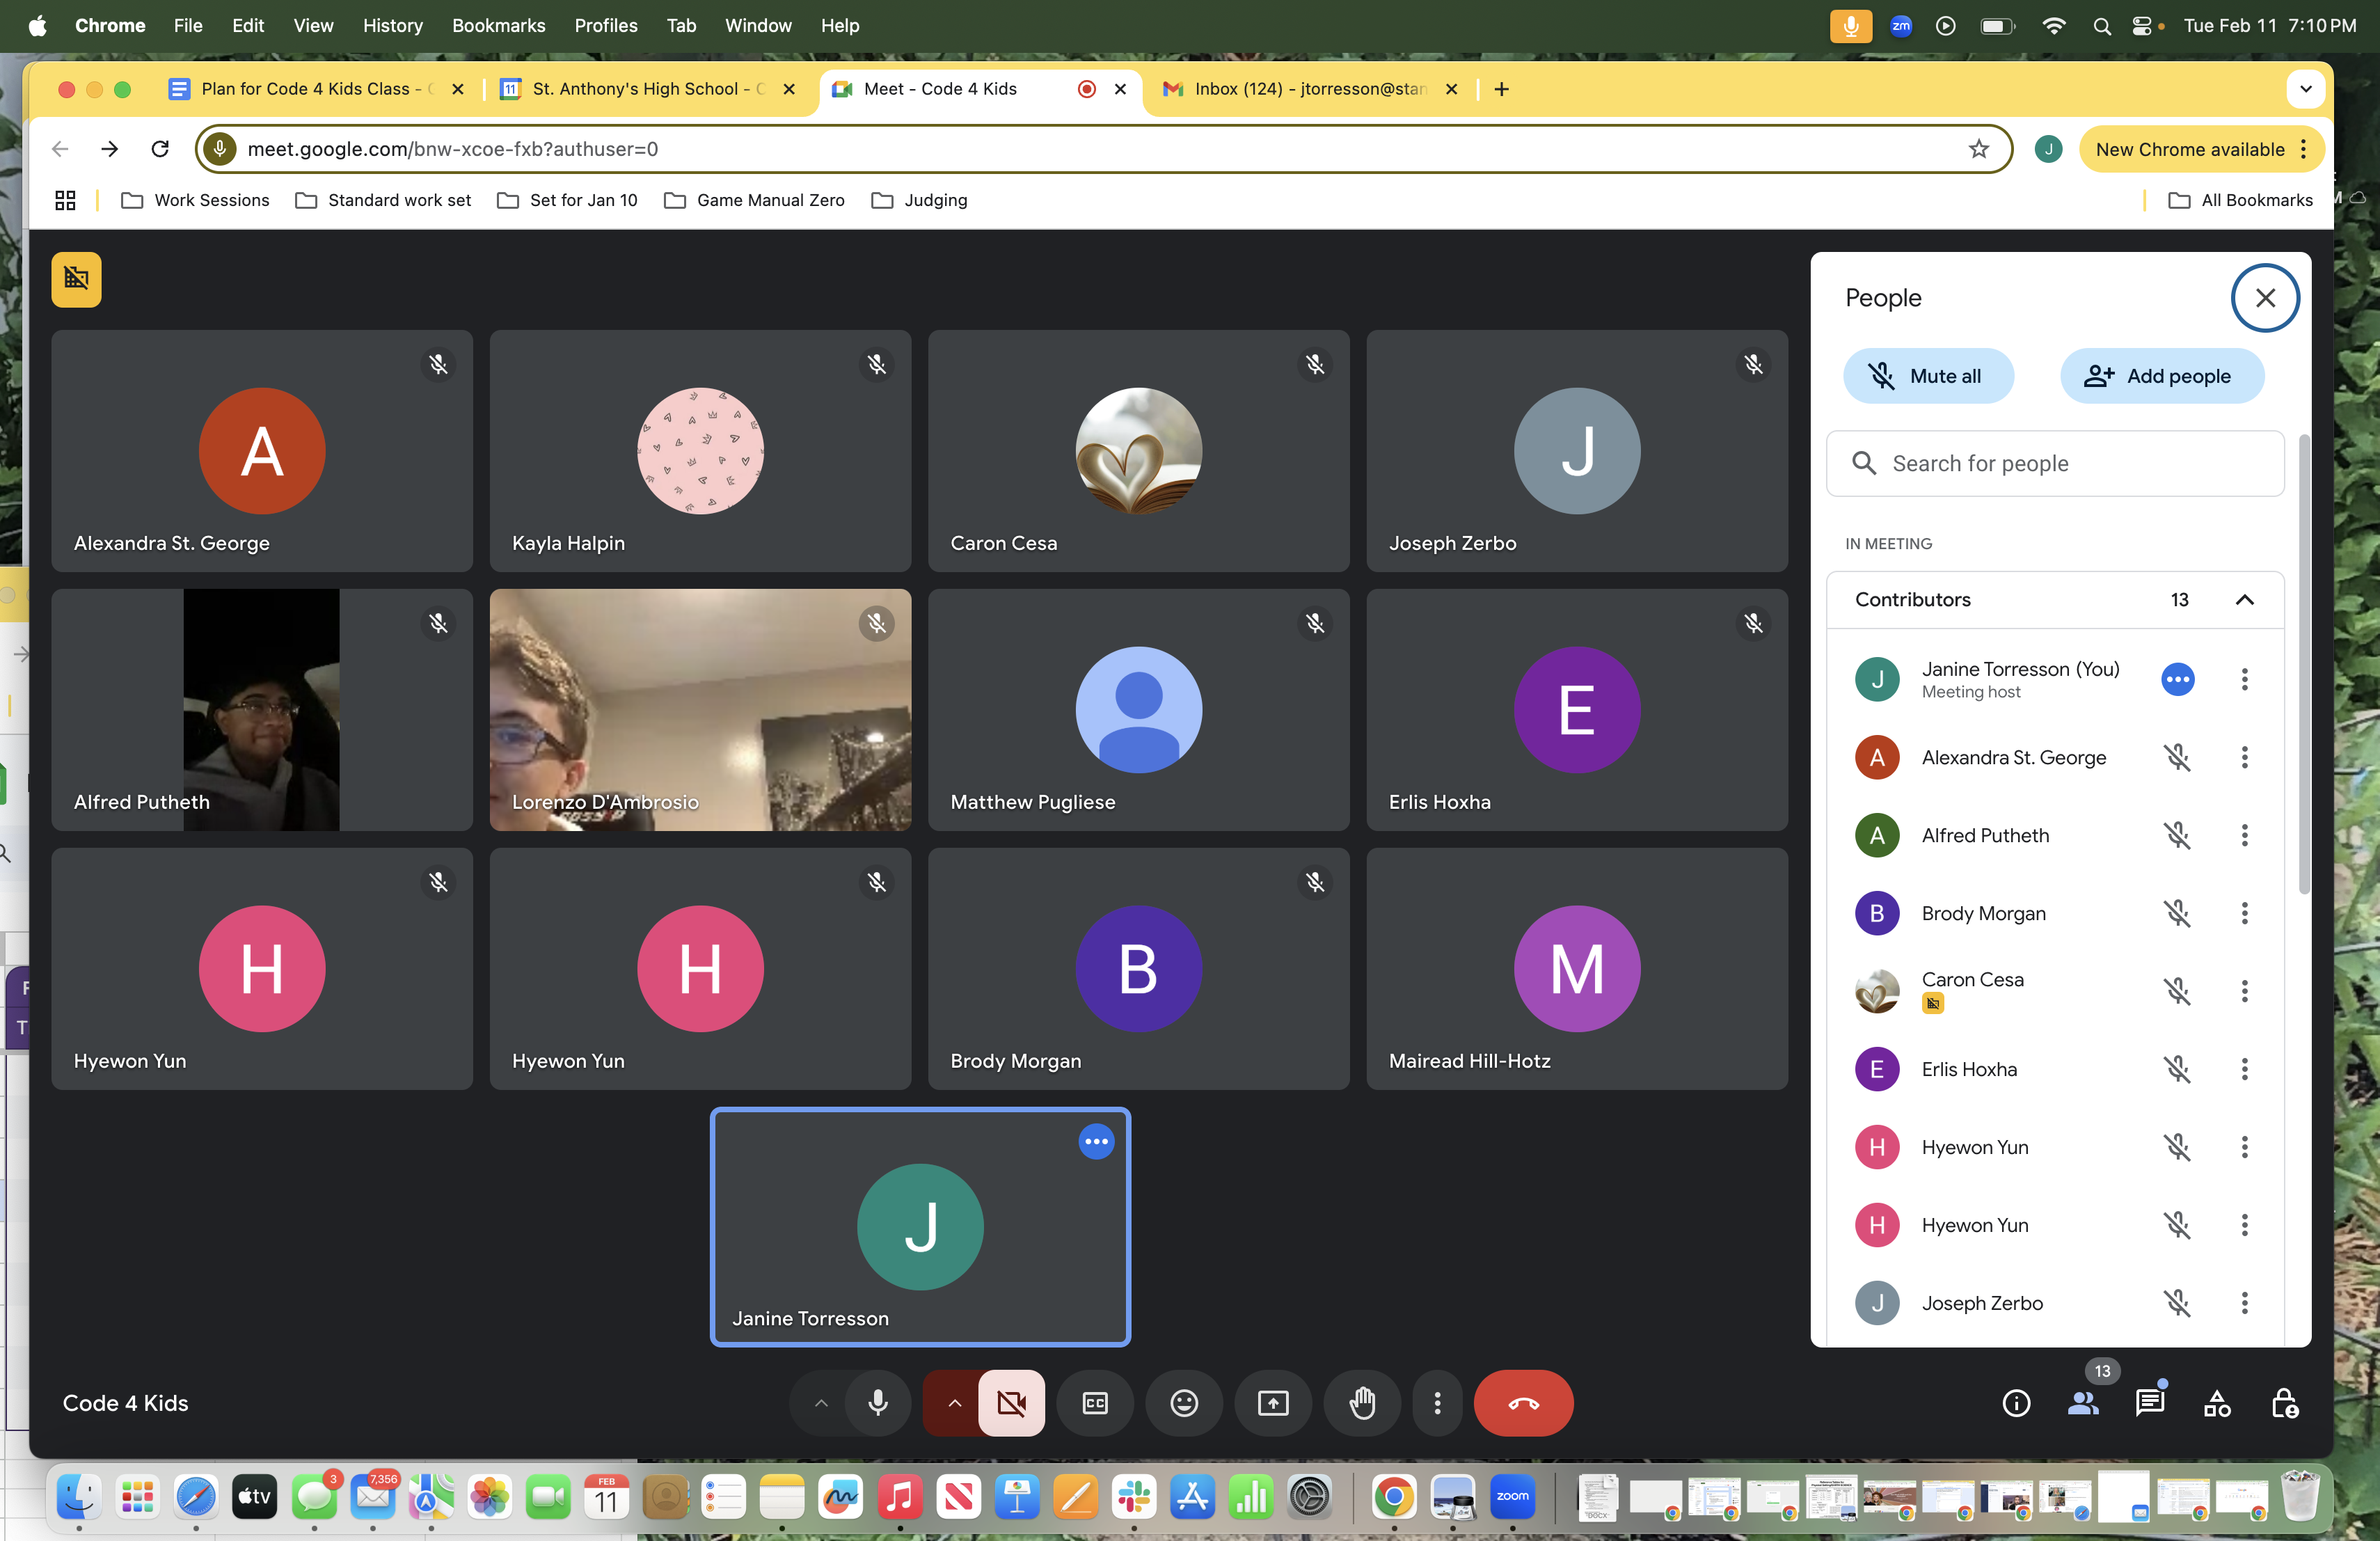 Chrome File Edit View History Bookmarks Profiles Tab Window Help
zm Tue Feb 11 7:10 PM
Plan for Code 4 Kids Class -
11 St. Anthony's High School -
Meet - Code 4 Kids
Inbox (124) - jtorresson@stan
meet.google.com/bnw-xcoe-fxb?authuser=0
J
New Chrome available
Work Sessions
Standard work set
Set for Jan 10
Game Manual Zero
Judging
All Bookmarks
A
Alexandra St. George
Kayla Halpin
Caron Cesa
J
Joseph Zerbo
Alfred Putheth
Lorenzo D'Ambrosio
Matthew Pugliese
E
Erlis Hoxha
H
Hyewon Yun
H
Hyewon Yun
B
Brody Morgan
M
Mairead Hill-Hotz
J
Janine Torresson
People
Mute all
Add people
Search for people
IN MEETING
Contributors 13
J Janine Torresson (You)
Meeting host
A Alexandra St. George
A Alfred Putheth
B Brody Morgan
Caron Cesa
E Erlis Hoxha
H Hyewon Yun
H Hyewon Yun
J Joseph Zerbo
Code 4 Kids
CC
13
tv
3
7,356
FEB
11
zoom
DOCX